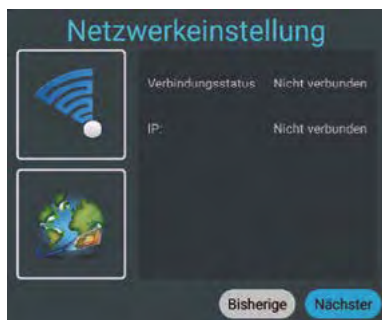 Netzwerkeinstellung
Verbindungsstatus Nicht verbunden
IP: Nicht verbunden
Bisherige Nächster